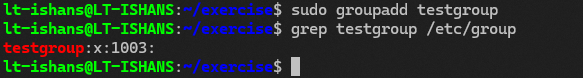 lt-ishans@LT-ISHANS:~/exercise$ sudo groupadd testgroup
lt-ishans@LT-ISHANS:~/exercise$ grep testgroup /etc/group
testgroup:x:1003:
lt-ishans@LT-ISHANS:~/exercise$